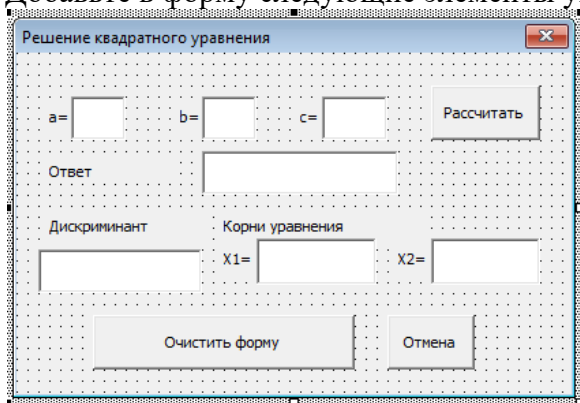 Добавьте в форму следующие элементы у
Решение квадратного уравнения
a= b= c= Рассчитать
Ответ
Дискриминант Корни уравнения
X1= X2=
Очистить форму Отмена